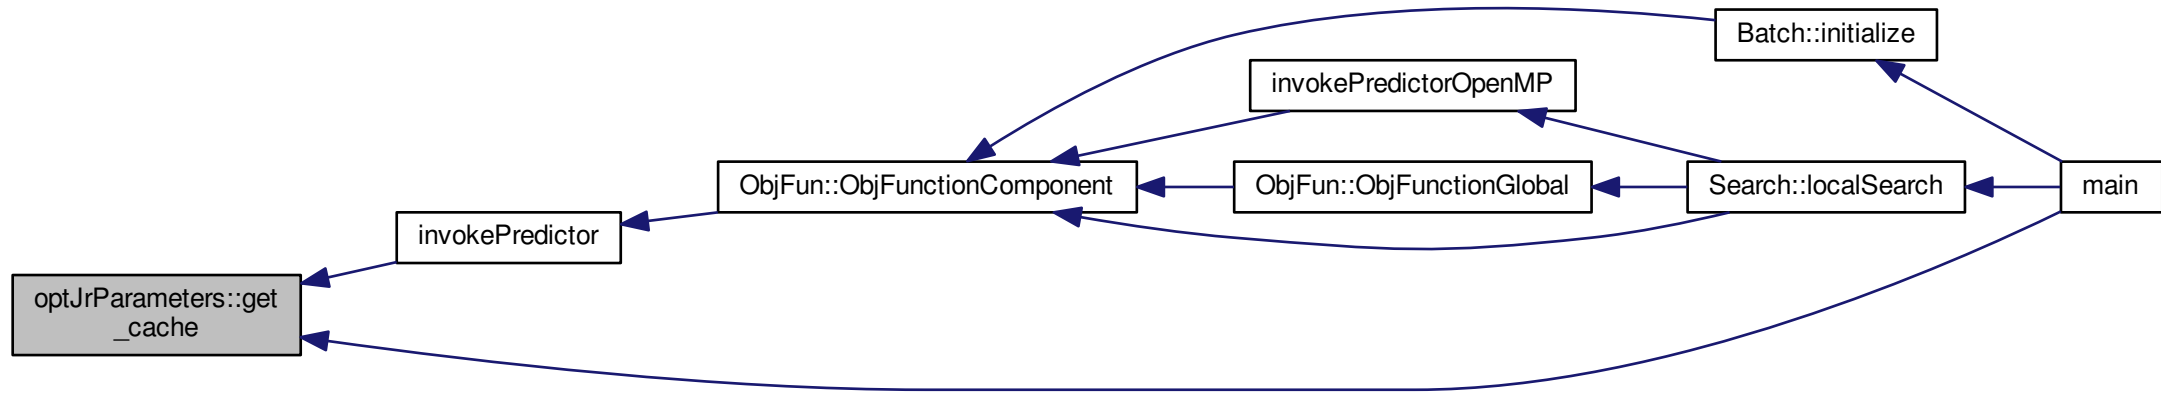 Batch::initialize
invokePredictorOpenMP
ObjFun::ObjFunctionComponent
ObjFun::ObjFunctionGlobal
Search::localSearch
main
invokePredictor
optJrParameters::get
_cache